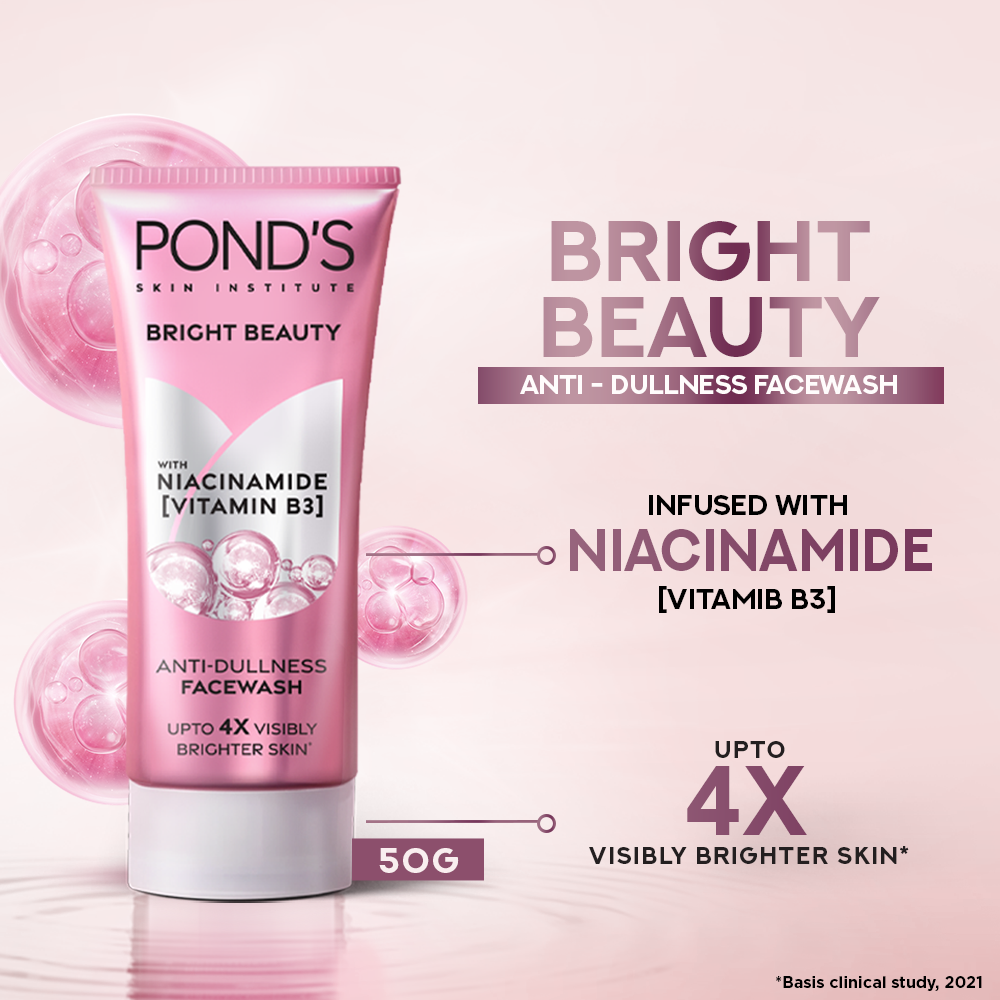 POND'S
SKIN INSTITUTE
BRIGHT BEAUTY
WITH
NIACINAMIDE
[VITAMIN B3]
ANTI-DULLNESS
FACEWASH
UPTO 4X VISIBLY
BRIGHTER SKIN*
50G
BRIGHT
BEAUTY
ANTI - DULLNESS FACEWASH
INFUSED WITH
NIACINAMIDE
[VITAMIB B3]
UPTO
4X
VISIBLY BRIGHTER SKIN*
*Basis clinical study, 2021